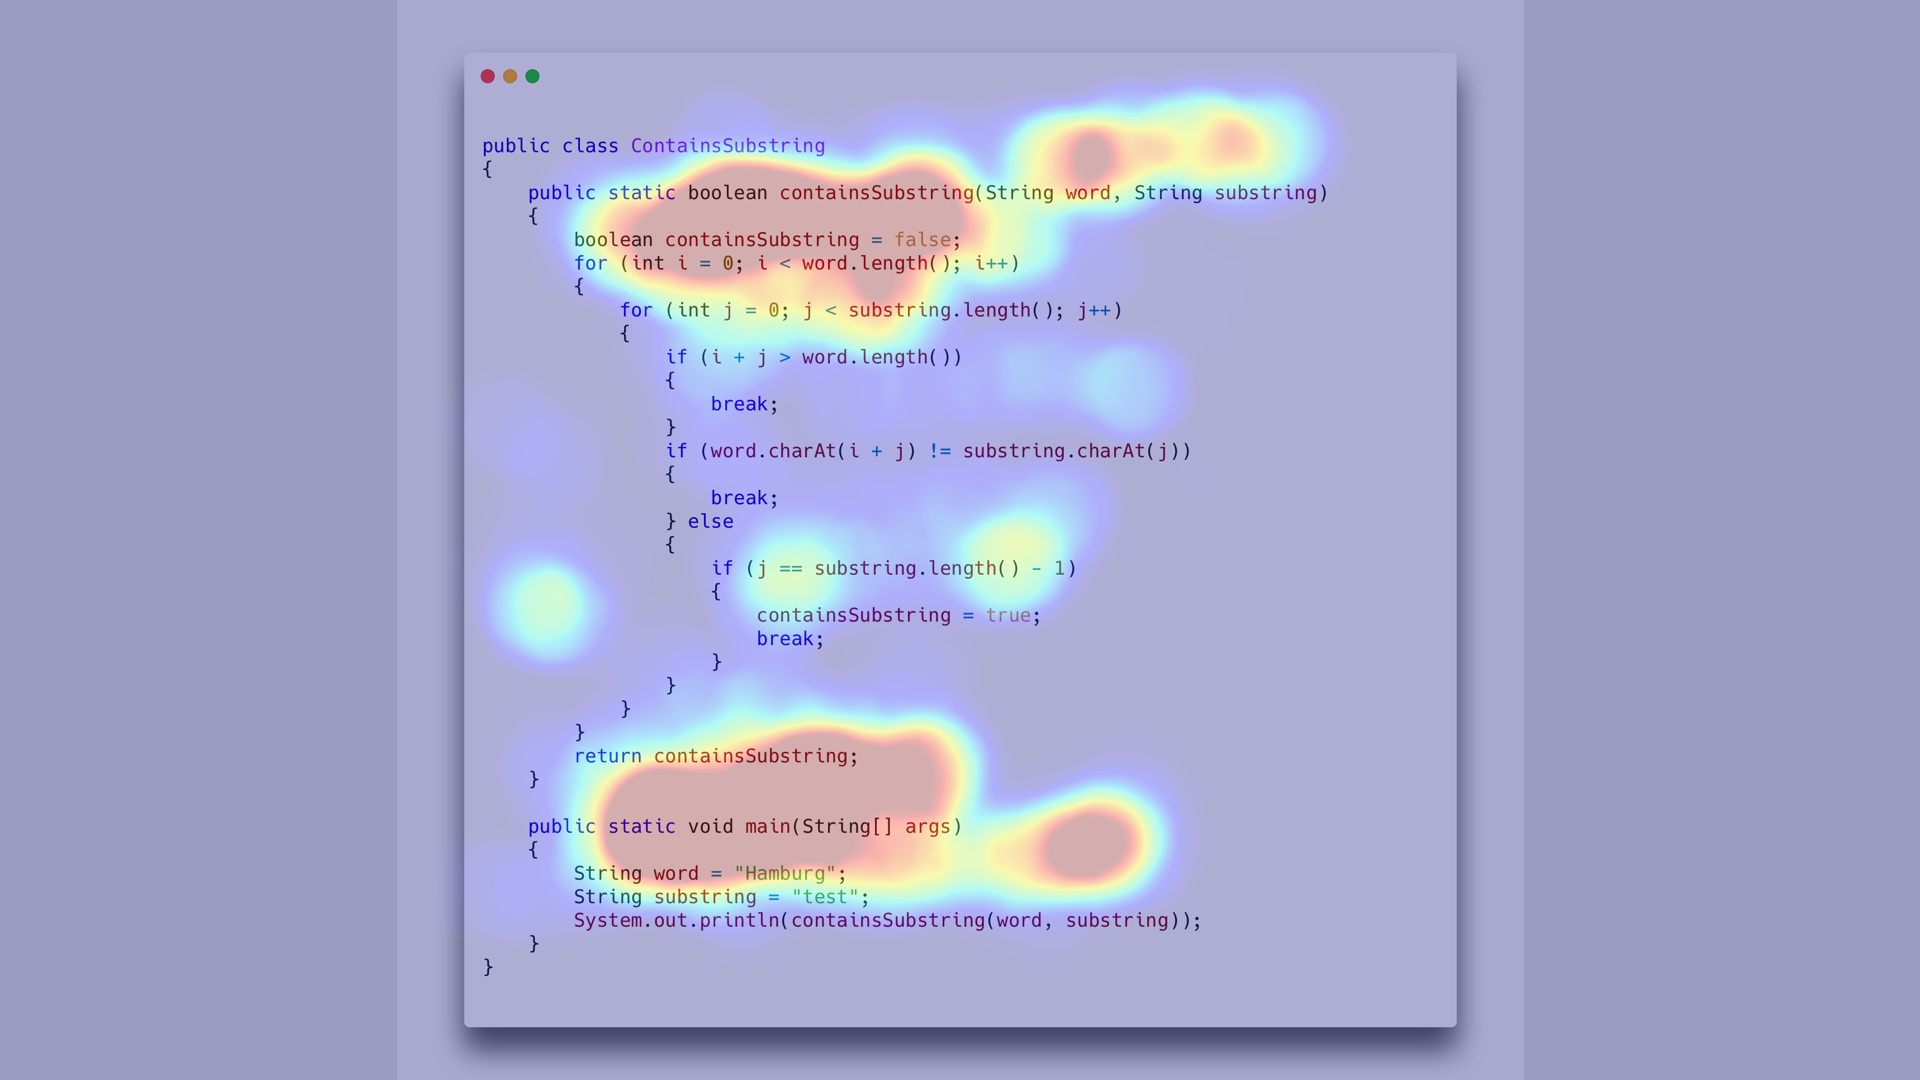 public class ContainsSubstring
{
    public static boolean containsSubstring(String word, String substring)
    {
        boolean containsSubstring = false;
        for (int i = 0; i < word.length(); i++)
        {
            for (int j = 0; j < substring.length(); j++)
            {
                if (i + j > word.length())
                {
                    break;
                }
                if (word.charAt(i + j) != substring.charAt(j))
                {
                    break;
                } else
                {
                    if (j == substring.length() - 1)
                    {
                        containsSubstring = true;
                        break;
                    }
                }
            }
        }
        return containsSubstring;
    }

    public static void main(String[] args)
    {
        String word = "Hamburg";
        String substring = "test";
        System.out.println(containsSubstring(word, substring));
    }
}